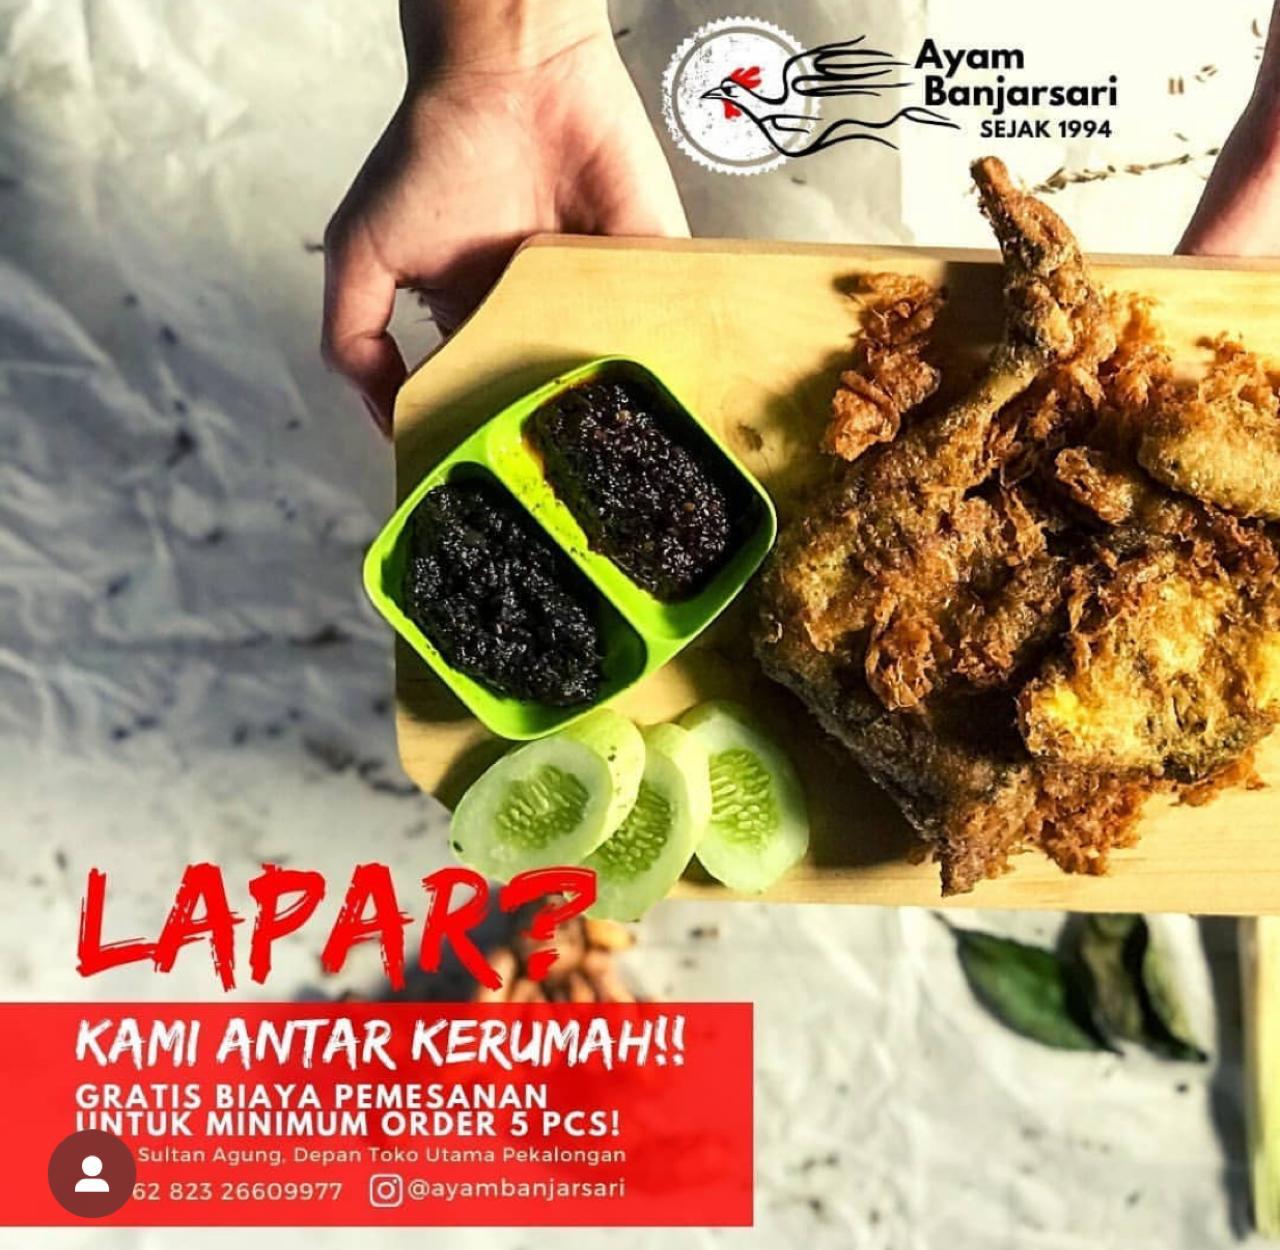 Ayam
Banjarsari
SEJAK 1994
LAPAR?
KAMI ANTAR KERUMAH!!
GRATIS BIAYA PEMESANAN
UNTUK MINIMUM ORDER 5 PCS!
Sultan Agung, Depan Toko Utama Pekalongan
62 823 26609977 @ayambanjarsari